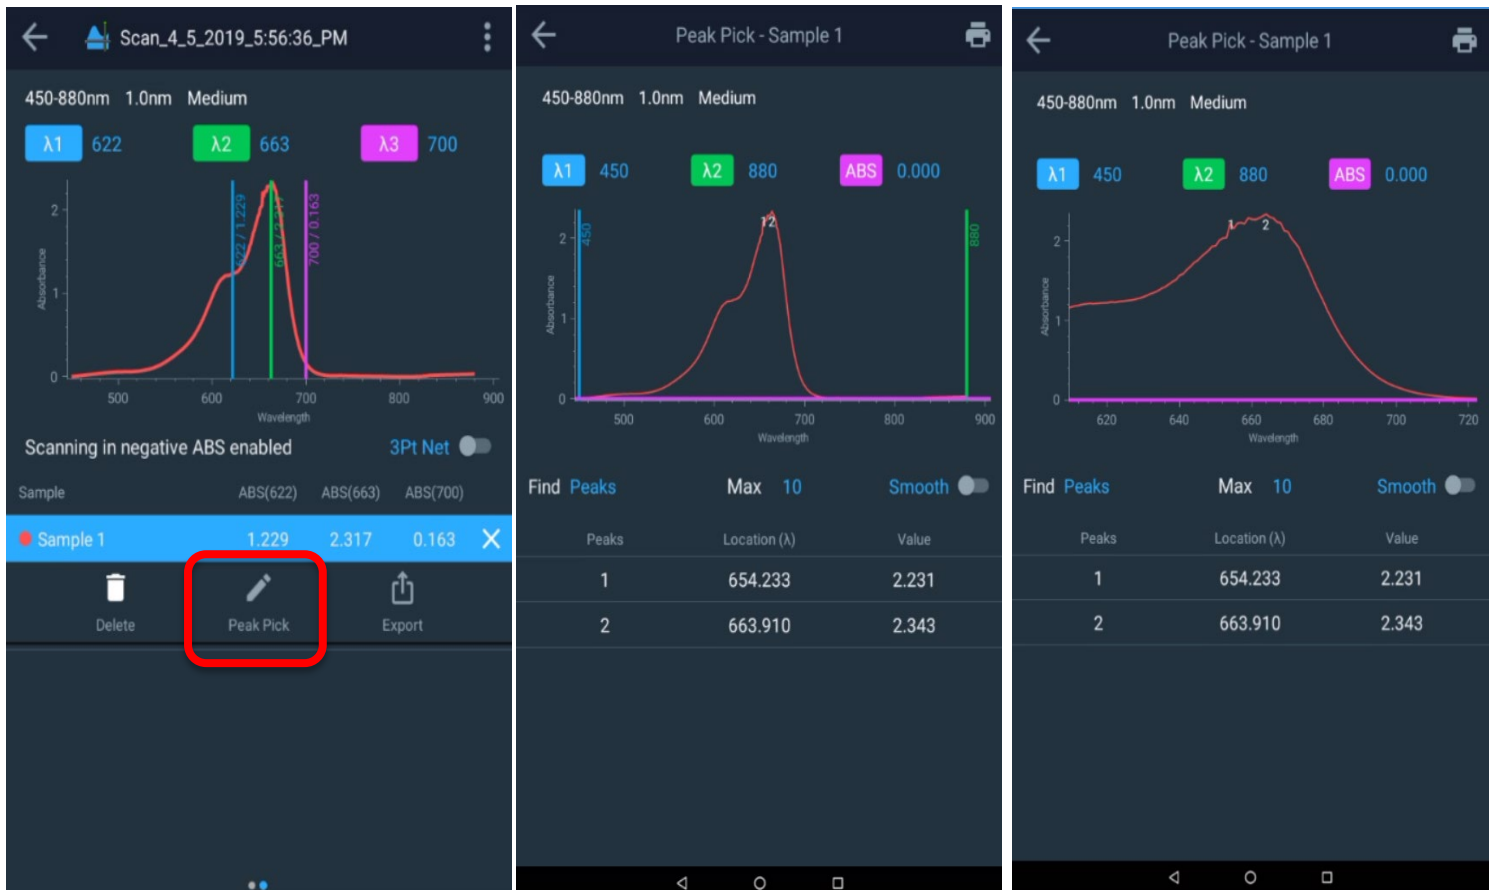 Scan_4_5_2019_5:56:36_PM
450-880nm 1.0nm Medium
λ1 622 λ2 663 λ3 700
2
1
0
Absorbance
622 / 1.229
663 / 2.317
700 / 0.163
500 600 700 800 900
Wavelength
Scanning in negative ABS enabled 3Pt Net
Sample ABS(622) ABS(663) ABS(700)
Sample 1 1.229 2.317 0.163
Delete Peak Pick Export
Peak Pick - Sample 1
450-880nm 1.0nm Medium
λ1 450 λ2 880 ABS 0.000
2
1
0
Absorbance
450
1 2
880
500 600 700 800 900
Wavelength
Find Peaks Max 10 Smooth
Peaks Location (λ) Value
1 654.233 2.231
2 663.910 2.343
Peak Pick - Sample 1
450-880nm 1.0nm Medium
λ1 450 λ2 880 ABS 0.000
2
1
0
Absorbance
1 2
620 640 660 680 700 720
Wavelength
Find Peaks Max 10 Smooth
Peaks Location (λ) Value
1 654.233 2.231
2 663.910 2.343